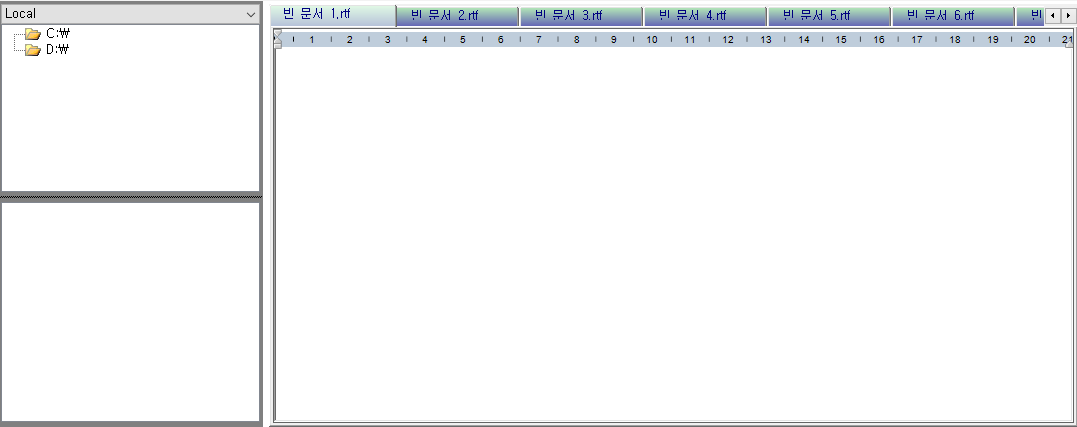 Local
C:₩
D:₩
빈 문서 1.rtf 빈 문서 2.rtf 빈 문서 3.rtf 빈 문서 4.rtf 빈 문서 5.rtf 빈 문서 6.rtf 빈
1 2 3 4 5 6 7 8 9 10 11 12 13 14 15 16 17 18 19 20 21